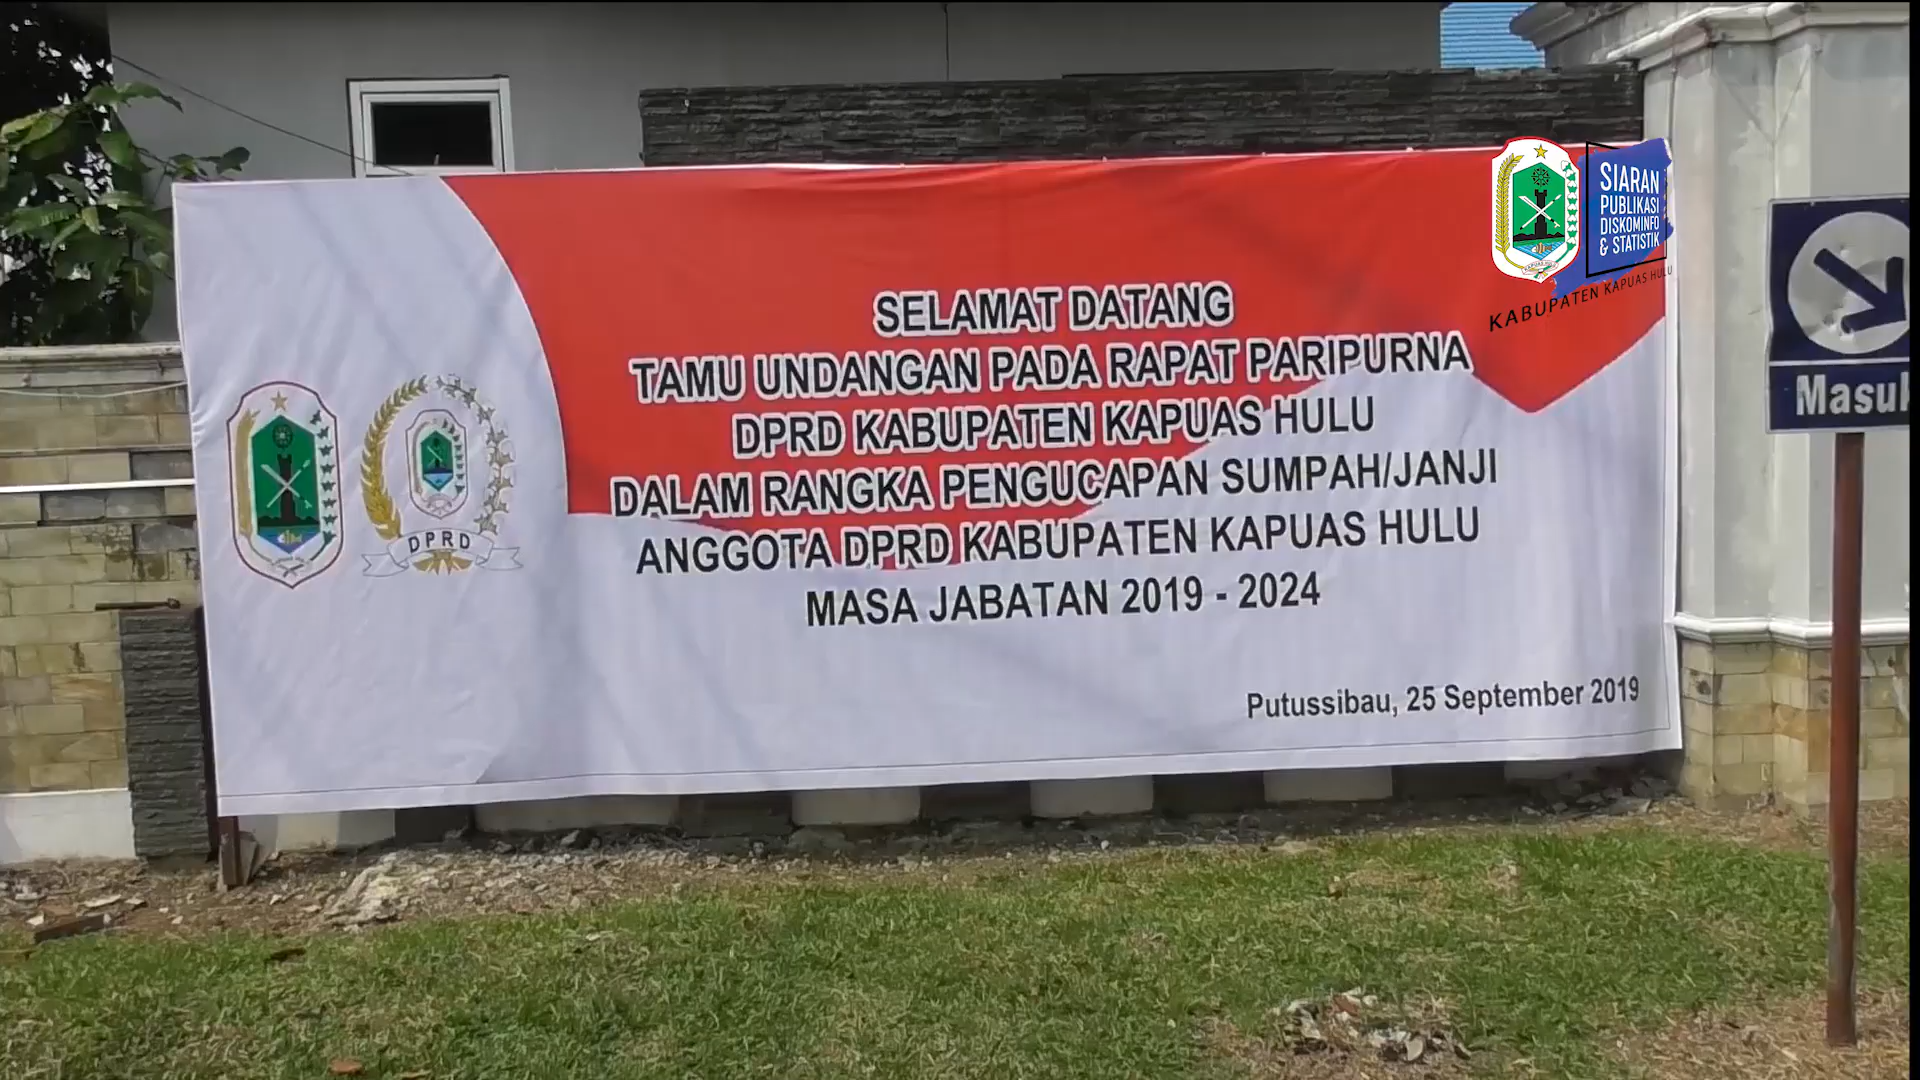 SELAMAT DATANG
TAMU UNDANGAN PADA RAPAT PARIPURNA
DPRD KABUPATEN KAPUAS HULU
DALAM RANGKA PENGUCAPAN SUMPAH/JANJI
ANGGOTA DPRD KABUPATEN KAPUAS HULU
MASA JABATAN 2019 - 2024
Putussibau, 25 September 2019
DPRD
SIARAN
PUBLIKASI
DISKOMINFO
& STATISTIK
KABUPATEN KAPUAS HULU
KAPUAS HULU
Masuk